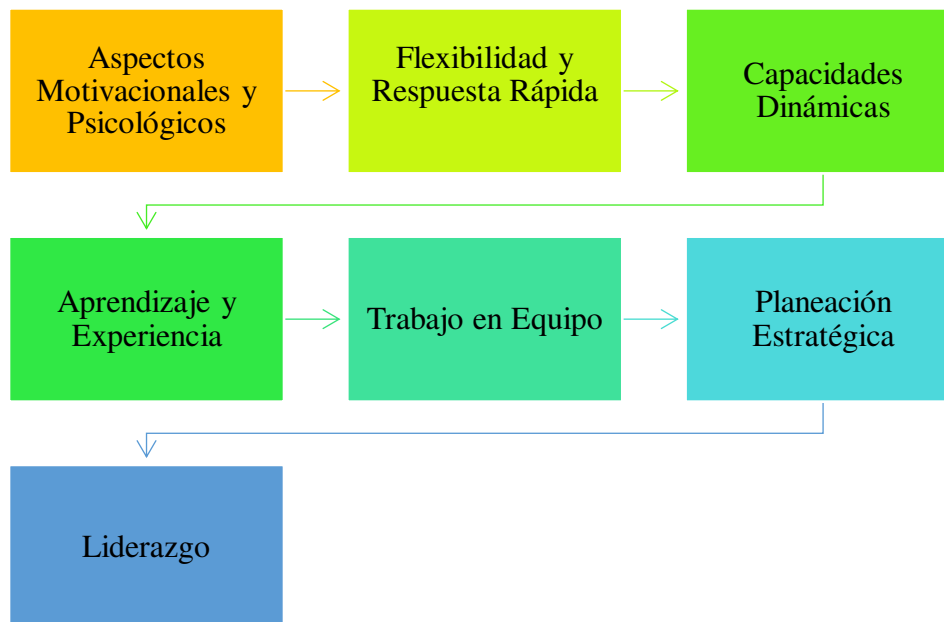 Aspectos
Motivacionales y
Psicológicos
Flexibilidad y
Respuesta Rápida
Capacidades
Dinámicas
Aprendizaje y
Experiencia
Trabajo en Equipo
Planeación
Estratégica
Liderazgo